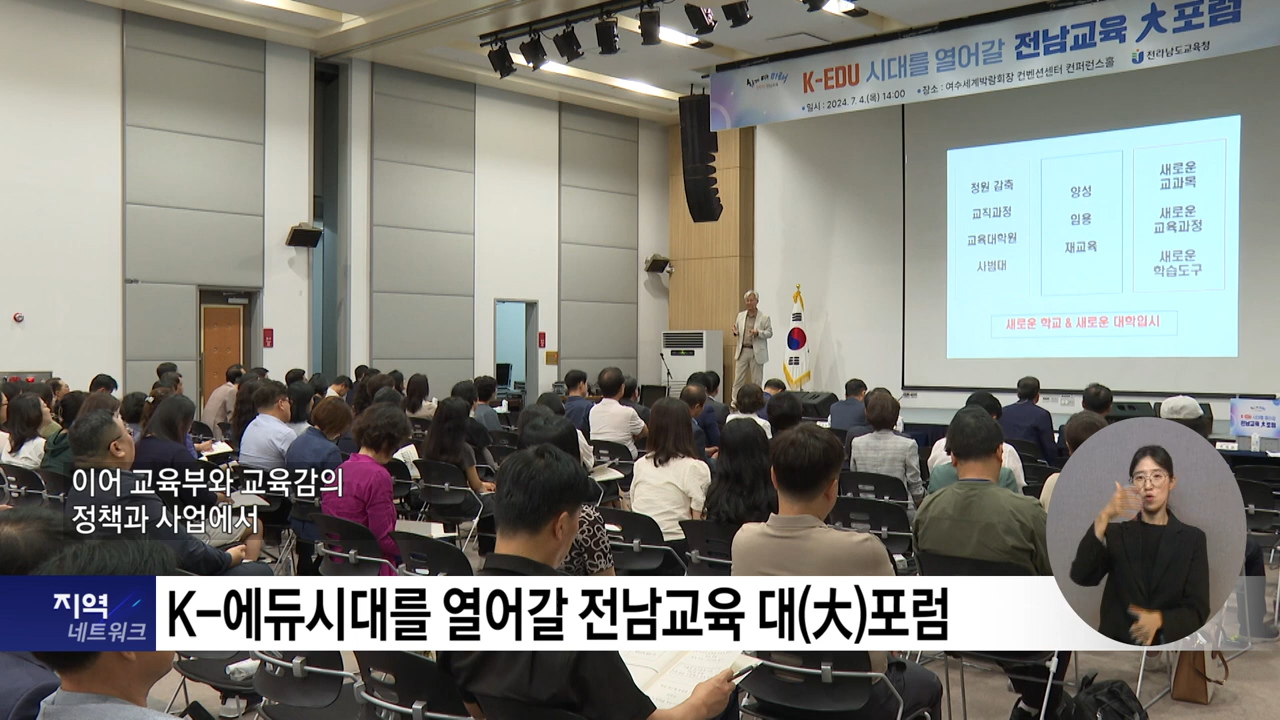 K-EDU 시대를 열어갈 전남교육 大포럼
•일시 : 2024. 7. 4.(목) 14:00 •장소 : 여수세계박람회장 컨벤션센터 컨퍼런스홀
전라남도교육청
정원 감축
교직과정
교육대학원
사범대
양성
임용
재교육
새로운
교과목
새로운
교육과정
새로운
학습도구
새로운 학교 & 새로운 대학입시
이어 교육부와 교육감의
정책과 사업에서
지역
네트워크
K-에듀시대를 열어갈 전남교육 대(大)포럼